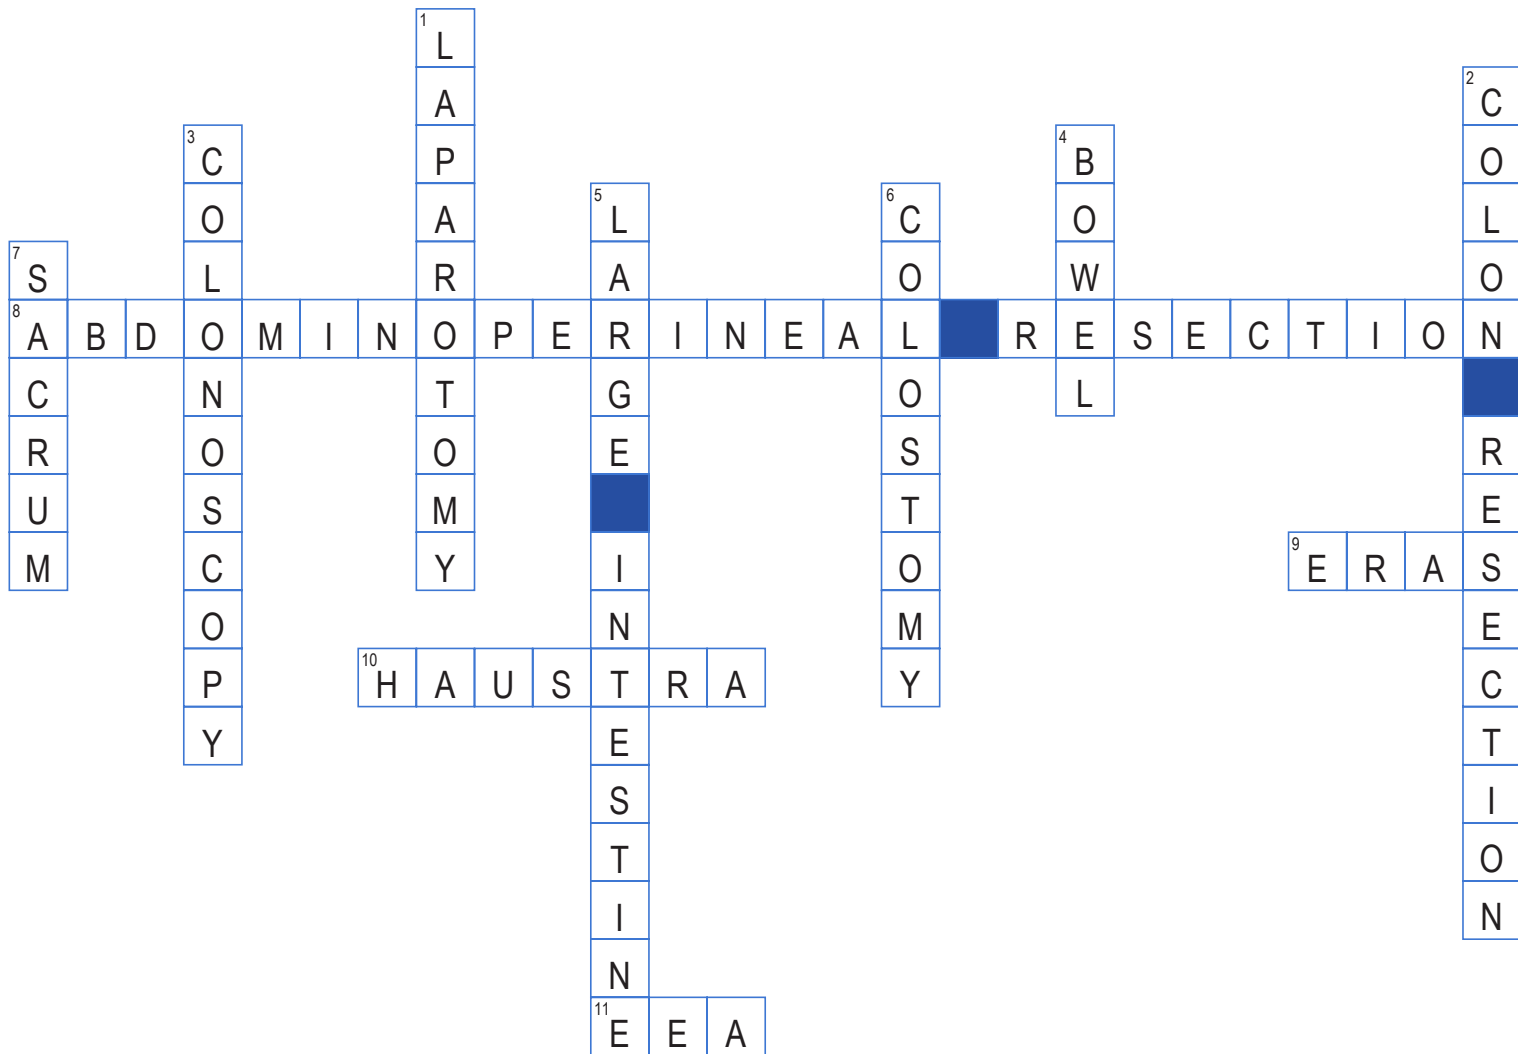 1 LAPAROTOMY
2 COLON RESECTION
3 COLONOSCOPY
4 BOWEL
5 LARGE INTESTINE
6 COLOSTOMY
7 SACRUM
8 ABDOMINOPERINEAL RESECTION
9 ERAS
10 HAUSTRA
11 EEA